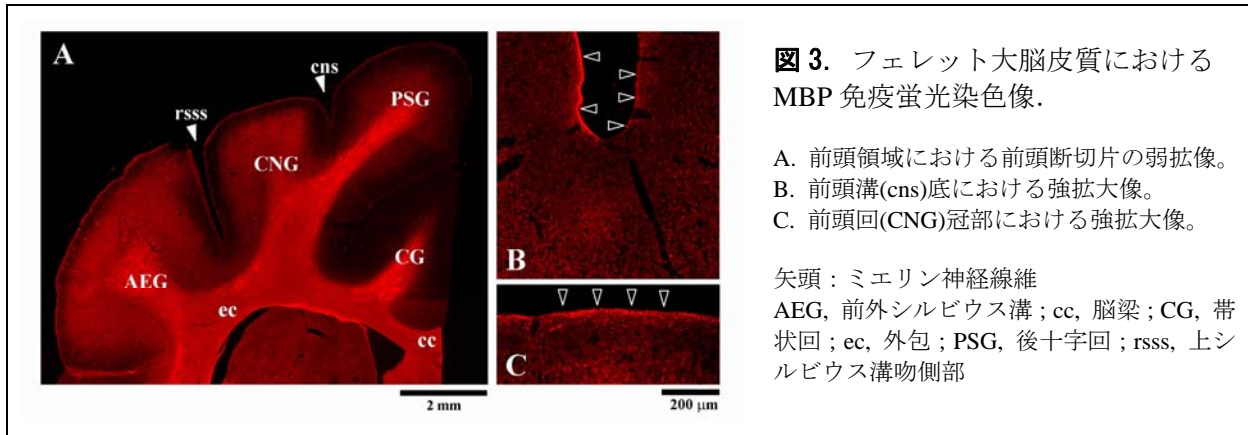 A
cns
PSG
rsss
CNG
AEG
CG
ec
cc
2 mm
B
C
200 µm
図 3. フェレット大脳皮質における
MBP 免疫蛍光染色像.
A. 前頭領域における前頭断切片の弱拡像。
B. 前頭溝(cns)底における強拡大像。
C. 前頭回(CNG)冠部における強拡大像。
矢頭：ミエリン神経線維
AEG, 前外シルビウス溝；cc, 脳梁；CG, 帯
状回；ec, 外包；PSG, 後十字回；rsss, 上シ
ルビウス溝吻側部